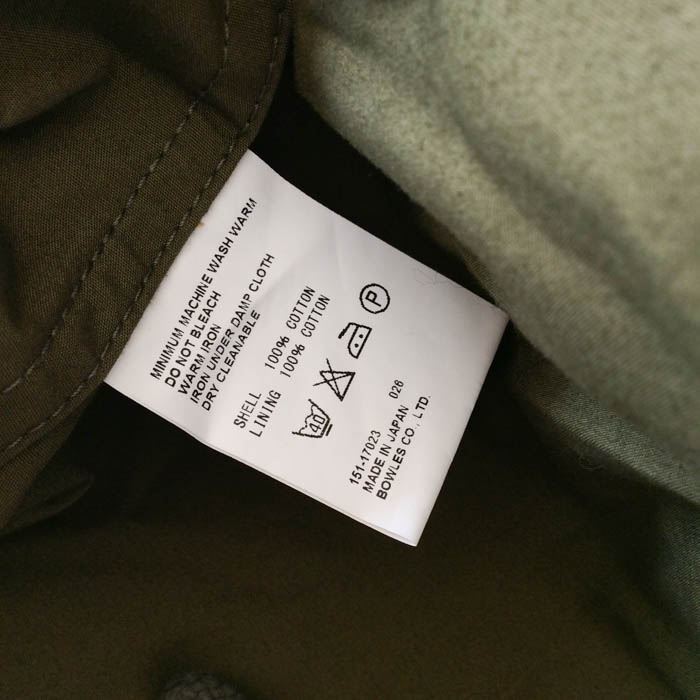 MINIMUM MACHINE WASH WARM
DO NOT BLEACH
WARM IRON
IRON UNDER DAMP CLOTH
DRY CLEANABLE
SHELL 100% COTTON
LINING 100% COTTON
40
P
151-17023 026
MADE IN JAPAN
BOWLES CO., LTD.